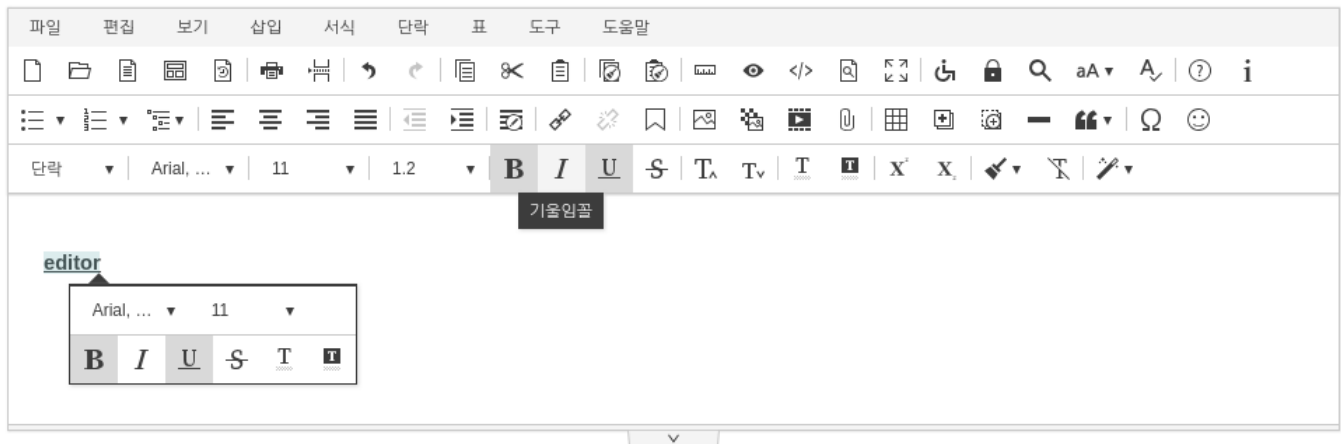 파일 편집 보기 삽입 서식 단락 표 도구 도움말
aA
단락 Arial, ... 11 1.2 B I U S T T T T X X T
기울임꼴
editor
Arial, ... 11
B I U S T T